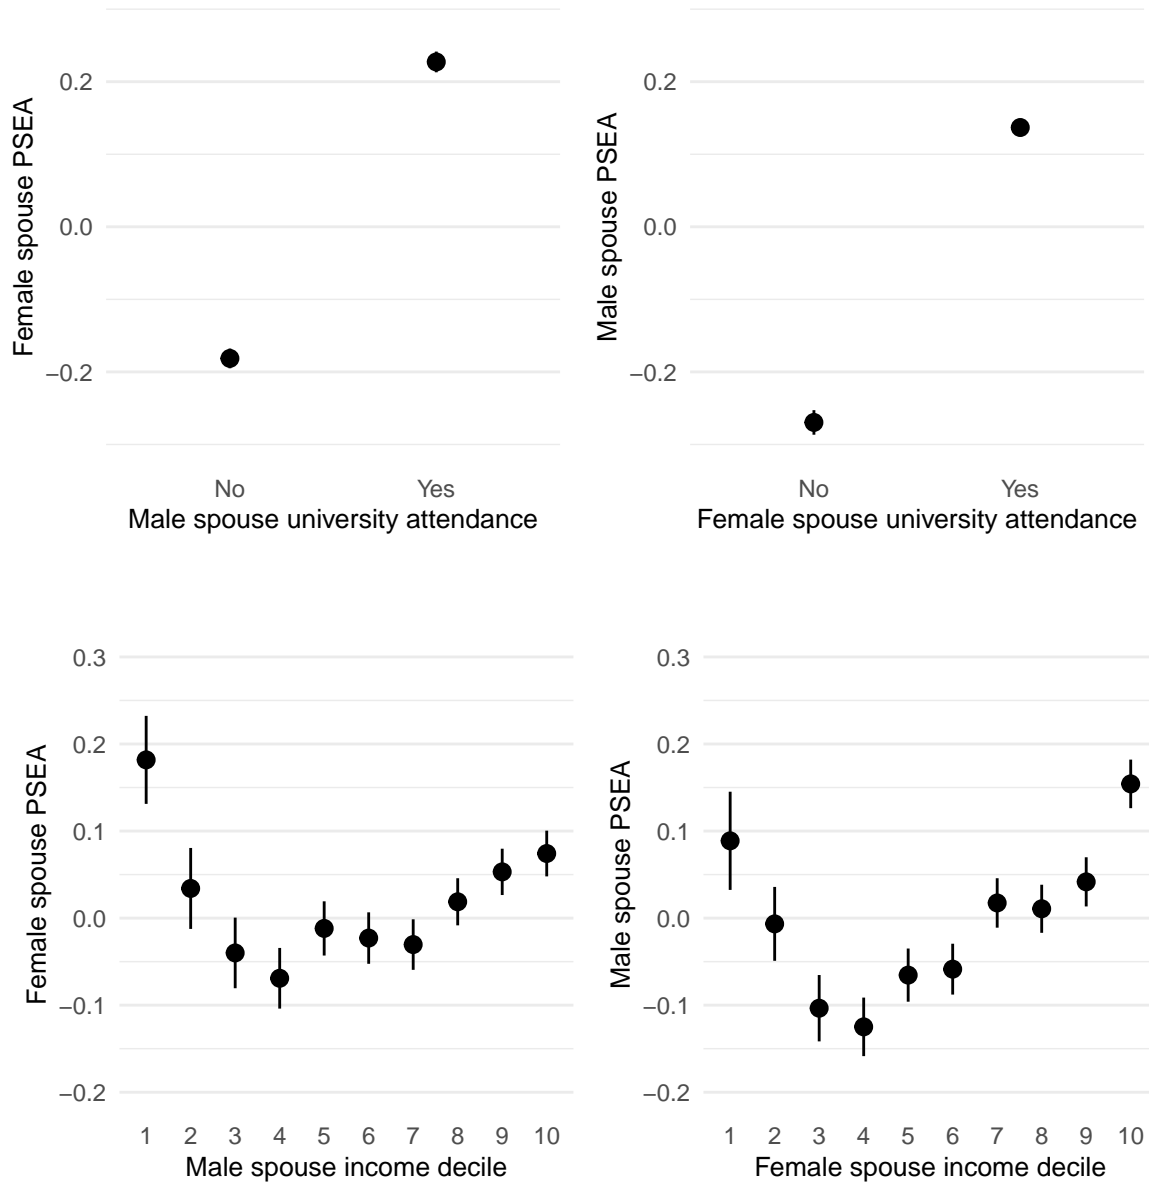 Female spouse PSEA
0.2
0.0
−0.2
No Yes
Male spouse university attendance
Male spouse PSEA
0.2
0.0
−0.2
No Yes
Female spouse university attendance
Female spouse PSEA
0.3
0.2
0.1
0.0
−0.1
−0.2
1 2 3 4 5 6 7 8 9 10
Male spouse income decile
Male spouse PSEA
0.3
0.2
0.1
0.0
−0.1
−0.2
1 2 3 4 5 6 7 8 9 10
Female spouse income decile